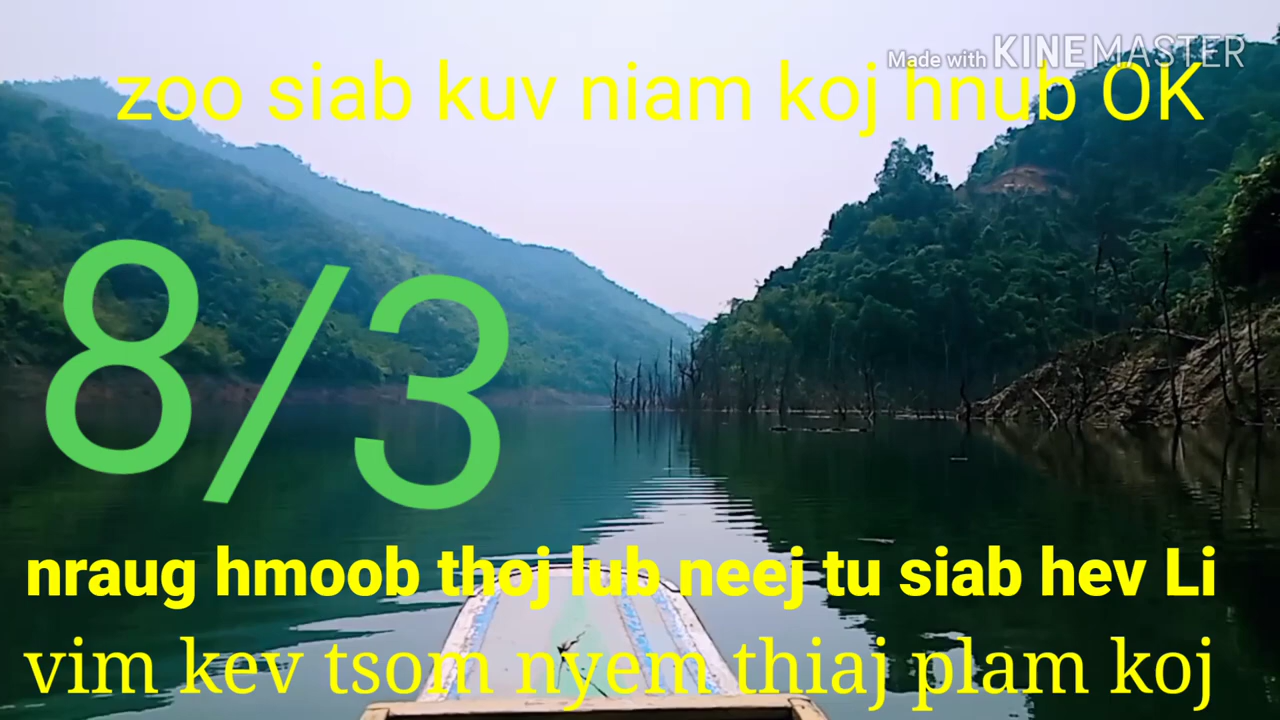 Made with KINEMASTER
zoo siab kuv niam koj hnub OK
8/3
nraug hmoob thoj lub neej tu siab hev Li
vim kev tsom nyem thiaj plam koj